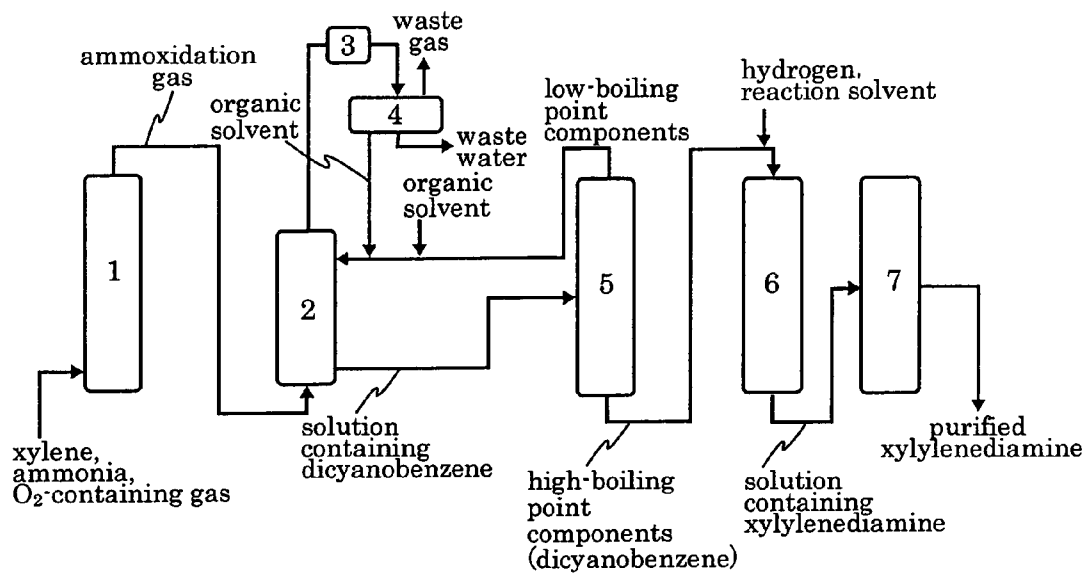 waste
gas
ammoxidation
gas
3
4
organic
solvent
waste
water
organic
solvent
low-boiling
point
components
hydrogen,
reaction solvent
1
2
5
6
7
xylene,
ammonia,
O₂-containing gas
solution
containing
dicyanobenzene
high-boiling
point
components
(dicyanobenzene)
solution
containing
xylylenediamine
purified
xylylenediamine